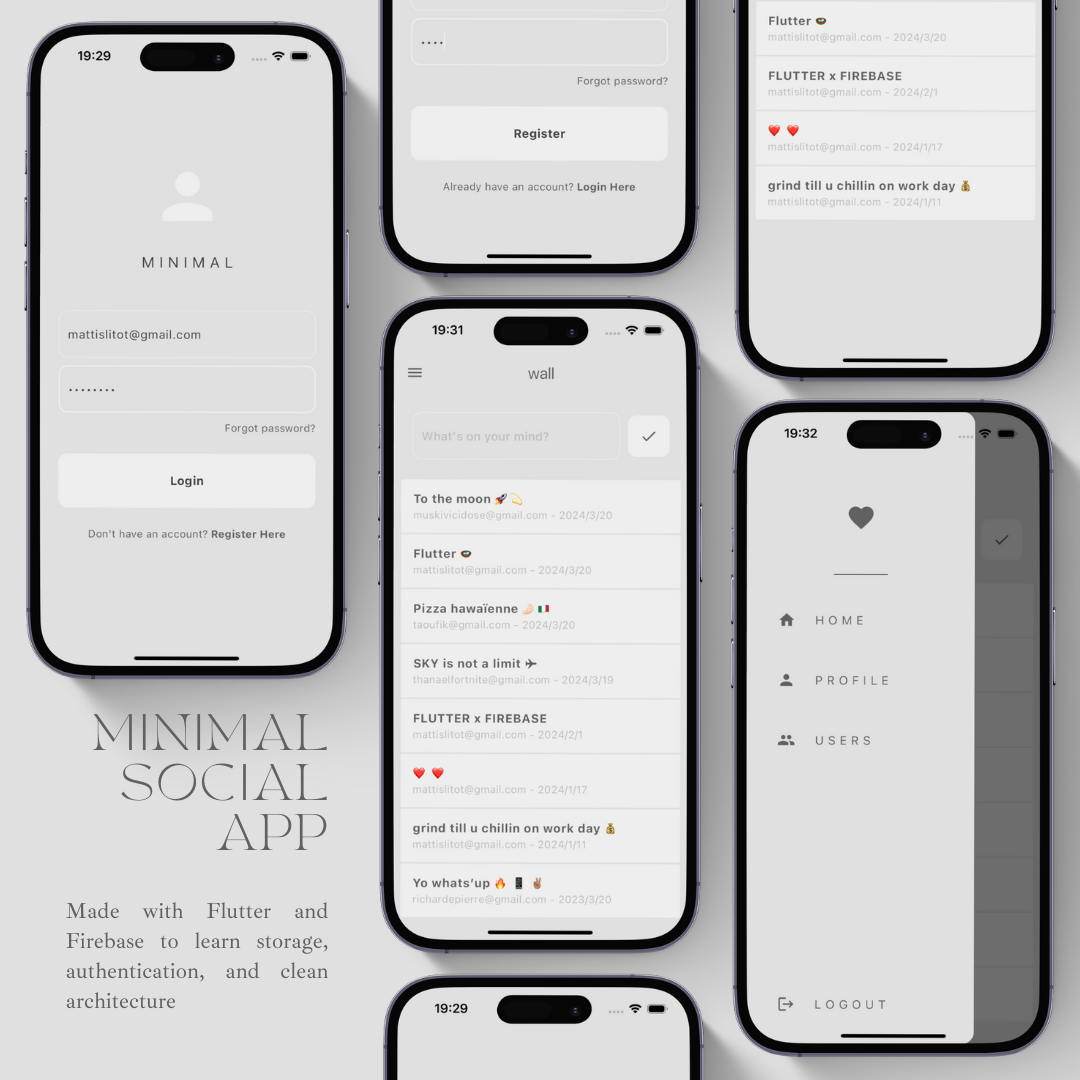 19:29
MINIMAL
mattislitot@gmail.com
········
Forgot password?
Login
Don't have an account? Register Here
MINIMAL
SOCIAL
APP
Made with Flutter and
Firebase to learn storage,
authentication, and clean
architecture
····
Forgot password?
Register
Already have an account? Login Here
19:31
wall
What's on your mind?
To the moon 🚀 💫
muskivicidose@gmail.com - 2024/3/20
Flutter 🍲
mattislitot@gmail.com - 2024/3/20
Pizza hawaïenne 🤌🏻 🇮🇹
taoufik@gmail.com - 2024/3/20
SKY is not a limit ✈
thanaelfortnite@gmail.com - 2024/3/19
FLUTTER x FIREBASE
mattislitot@gmail.com - 2024/2/1
❤️ ❤️
mattislitot@gmail.com - 2024/1/17
grind till u chillin on work day 💰
mattislitot@gmail.com - 2024/1/11
Yo whats'up 🔥 📱 ✌🏽
richardepierre@gmail.com - 2023/3/20
19:29
Flutter 🍲
mattislitot@gmail.com - 2024/3/20
FLUTTER x FIREBASE
mattislitot@gmail.com - 2024/2/1
❤️ ❤️
mattislitot@gmail.com - 2024/1/17
grind till u chillin on work day 💰
mattislitot@gmail.com - 2024/1/11
19:32
HOME
PROFILE
USERS
LOGOUT